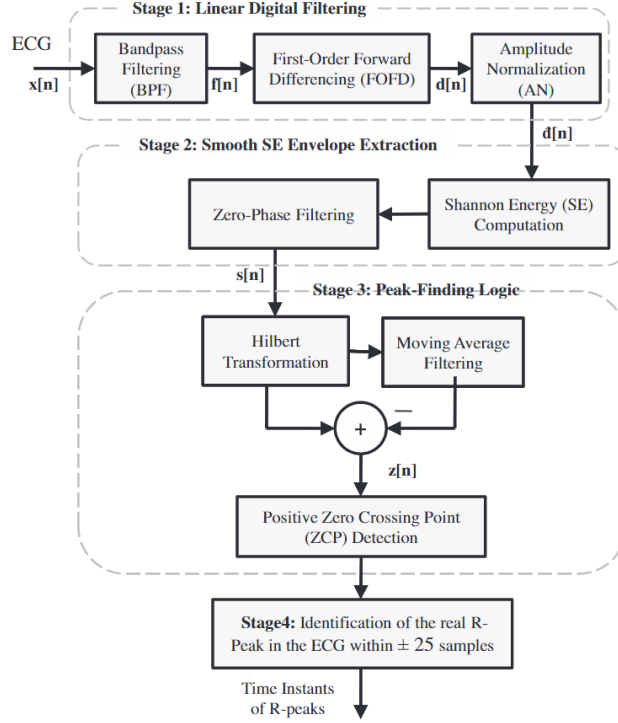 Stage 1: Linear Digital Filtering
ECG
x[n]
Bandpass
Filtering
(BPF)
f[n]
First-Order Forward
Differencing (FOFD)
d[n]
Amplitude
Normalization
(AN)
đ[n]
Stage 2: Smooth SE Envelope Extraction
Shannon Energy (SE)
Computation
Zero-Phase Filtering
s[n]
Stage 3: Peak-Finding Logic
Hilbert
Transformation
Moving Average
Filtering
+
−
z[n]
Positive Zero Crossing Point
(ZCP) Detection
Stage4: Identification of the real R-
Peak in the ECG within ± 25 samples
Time Instants
of R-peaks